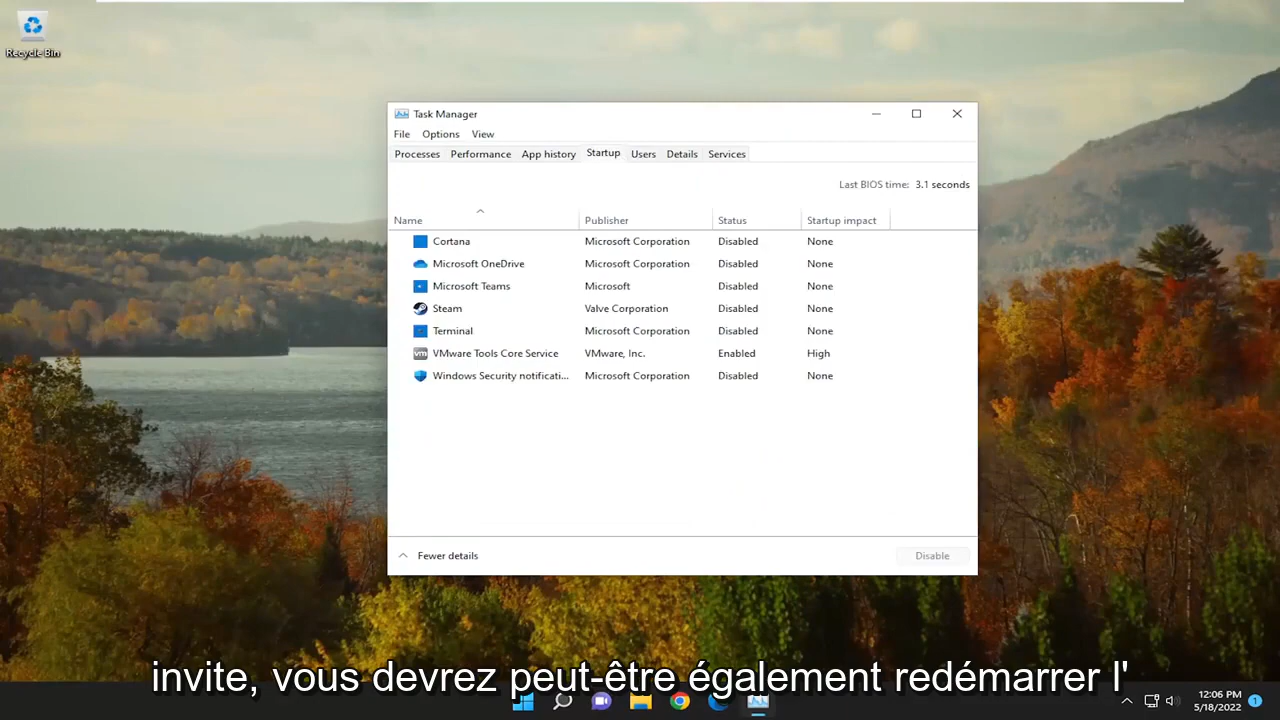 Recycle Bin
Task Manager
File Options View
Processes Performance App history Startup Users Details Services
Last BIOS time: 3.1 seconds
Name Publisher Status Startup impact
Cortana Microsoft Corporation Disabled None
Microsoft OneDrive Microsoft Corporation Disabled None
Microsoft Teams Microsoft Disabled None
Steam Valve Corporation Disabled None
Terminal Microsoft Corporation Disabled None
vm VMware Tools Core Service VMware, Inc. Enabled High
Windows Security notificati... Microsoft Corporation Disabled None
Fewer details Disable
invite, vous devrez peut-être également redémarrer l'
12:06 PM
5/18/2022 1